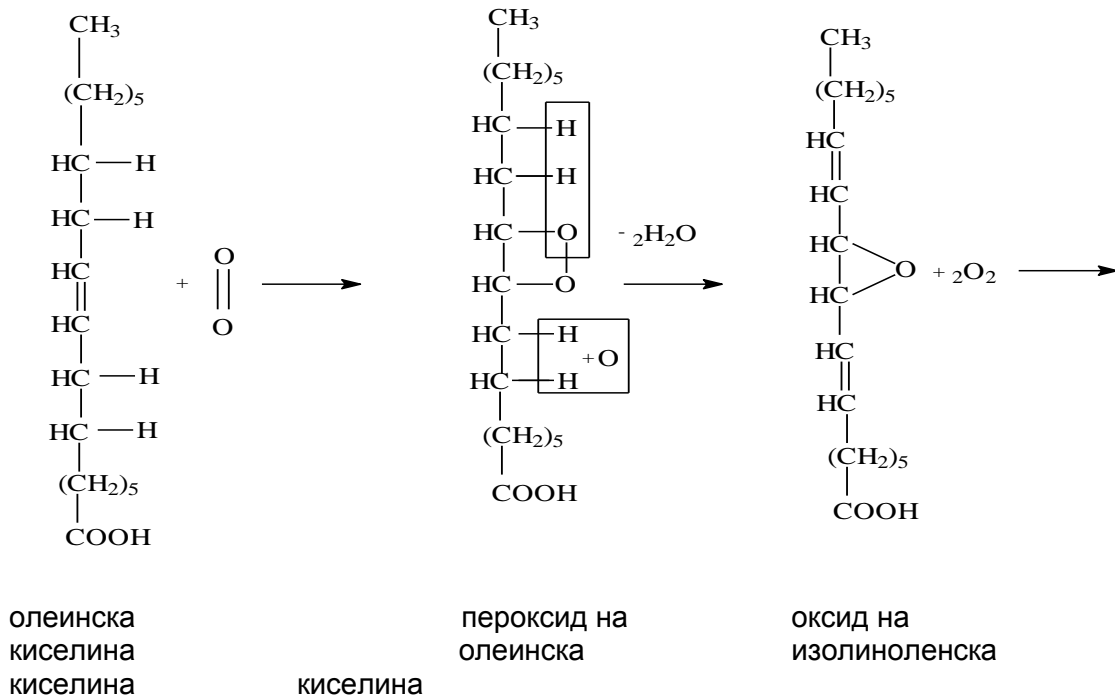 CH₃
(CH₂)₅
HC—H
HC—H
HC
HC
HC—H
HC—H
(CH₂)₅
COOH
+
O
O
CH₃
(CH₂)₅
HC—H
HC—H
HC—O
HC—O
HC—H
+O
HC—H
(CH₂)₅
COOH
- ₂H₂O
CH₃
(CH₂)₅
HC
HC
HC
O
HC
HC
HC
(CH₂)₅
COOH
+ ₂O₂
олеинска пероксид на оксид на
киселина олеинска изолиноленска
киселина киселина